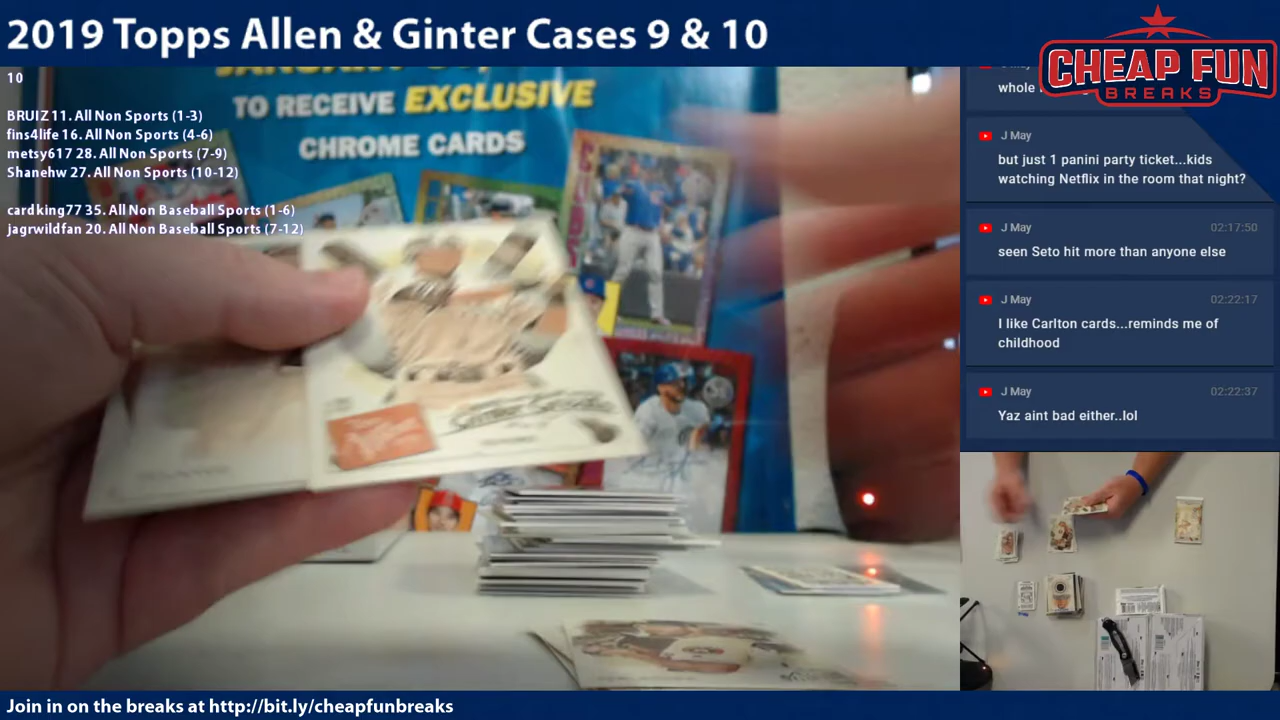 2019 Topps Allen & Ginter Cases 9 & 10
CHEAP FUN
BREAKS
10
BRUIZ 11. All Non Sports (1-3)
fins4life 16. All Non Sports (4-6)
metsy617 28. All Non Sports (7-9)
Shanehw 27. All Non Sports (10-12)
cardking77 35. All Non Baseball Sports (1-6)
jagrwildfan 20. All Non Baseball Sports (7-12)
TO RECEIVE EXCLUSIVE
CHROME CARDS
whole
J May
but just 1 panini party ticket...kids
watching Netflix in the room that night?
J May 02:17:50
seen Seto hit more than anyone else
J May 02:22:17
I like Carlton cards...reminds me of
childhood
J May 02:22:37
Yaz aint bad either..lol
Join in on the breaks at http://bit.ly/cheapfunbreaks